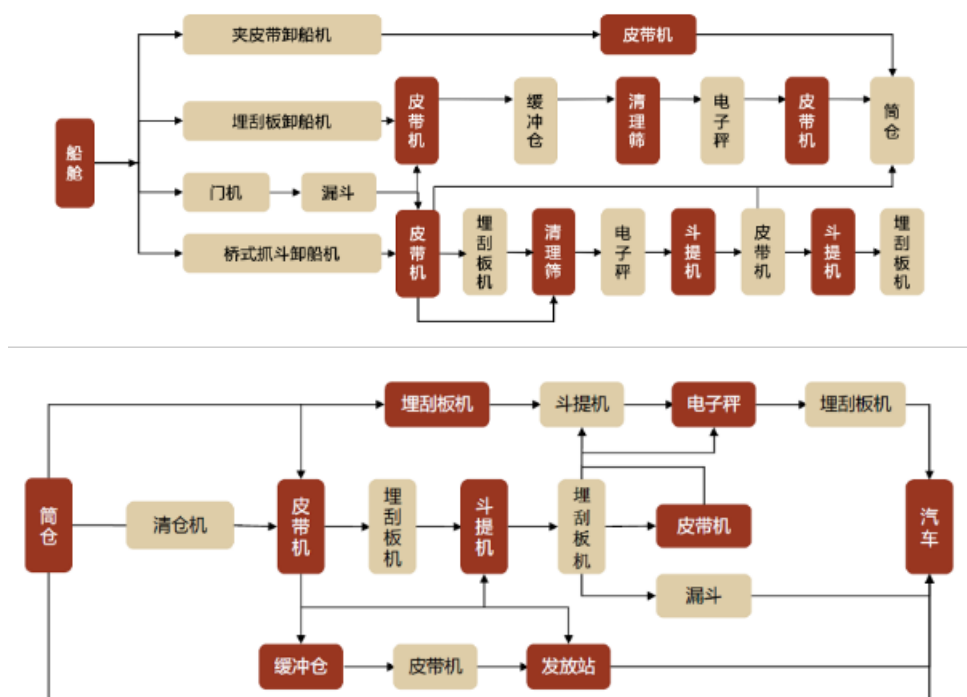 夹皮带卸船机
皮带机
船舱
埋刮板卸船机
皮带机
缓冲仓
清理筛
电子秤
皮带机
筒仓
门机
漏斗
桥式抓斗卸船机
皮带机
埋刮板机
清理筛
电子秤
斗提机
皮带机
斗提机
埋刮板机
埋刮板机
斗提机
电子秤
埋刮板机
筒仓
清仓机
皮带机
埋刮板机
斗提机
埋刮板机
皮带机
汽车
漏斗
缓冲仓
皮带机
发放站